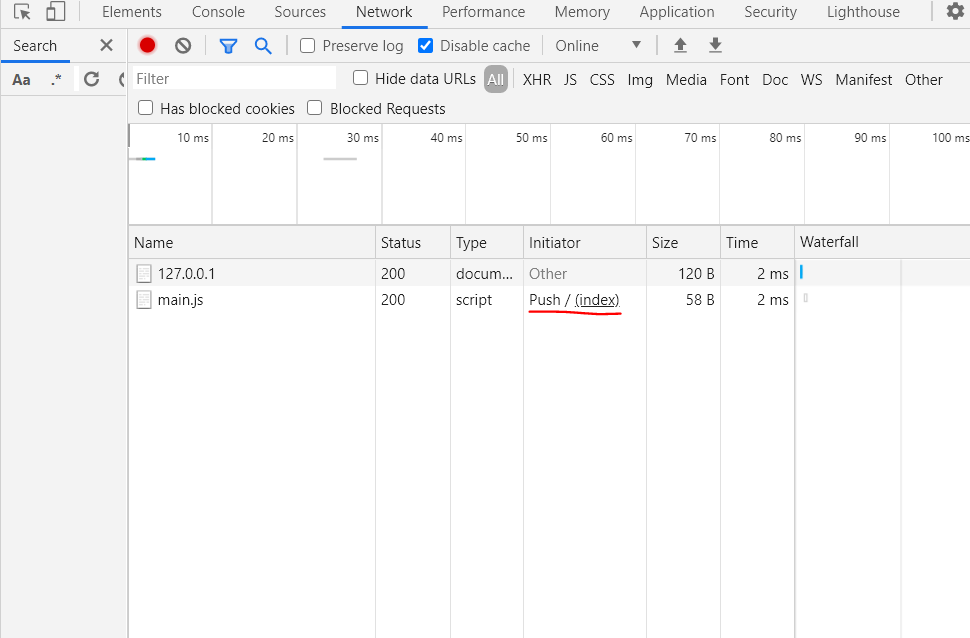 Elements Console Sources Network Performance Memory Application Security Lighthouse
Search Preserve log Disable cache Online
Aa .* Filter Hide data URLs All XHR JS CSS Img Media Font Doc WS Manifest Other
Has blocked cookies Blocked Requests
10 ms 20 ms 30 ms 40 ms 50 ms 60 ms 70 ms 80 ms 90 ms 100 ms
Name Status Type Initiator Size Time Waterfall
127.0.0.1 200 docum... Other 120 B 2 ms
main.js 200 script Push / (index) 58 B 2 ms